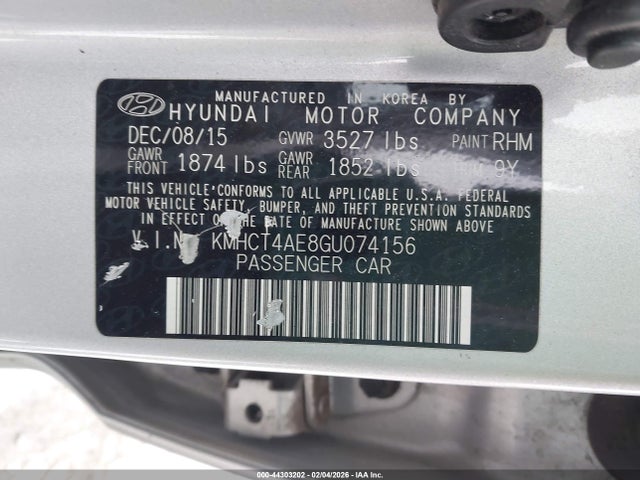 MANUFACTURED IN KOREA BY
HYUNDAI MOTOR COMPANY
DEC/08/15 GVWR 3527 lbs PAINT RHM
GAWR FRONT 1874 lbs GAWR REAR 1852 lbs 9Y
THIS VEHICLE CONFORMS TO ALL APPLICABLE U.S.A. FEDERAL
MOTOR VEHICLE SAFETY, BUMPER, AND THEFT PREVENTION STANDARDS
IN EFFECT ON THE DATE OF MANUFACTURE SHOWN ABOVE
V.I.N KMHCT4AE8GU074156
PASSENGER CAR
000-44303202 - 02/04/2026 - IAA Inc.